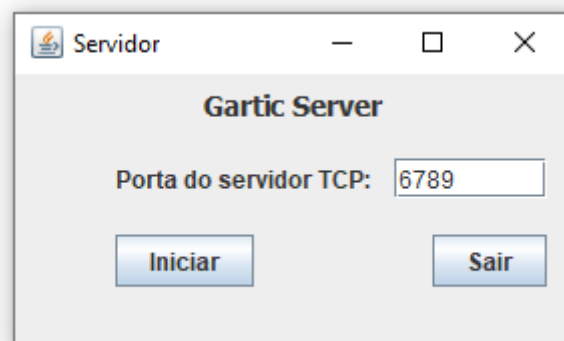 Servidor
Gartic Server
Porta do servidor TCP: 6789
Iniciar Sair